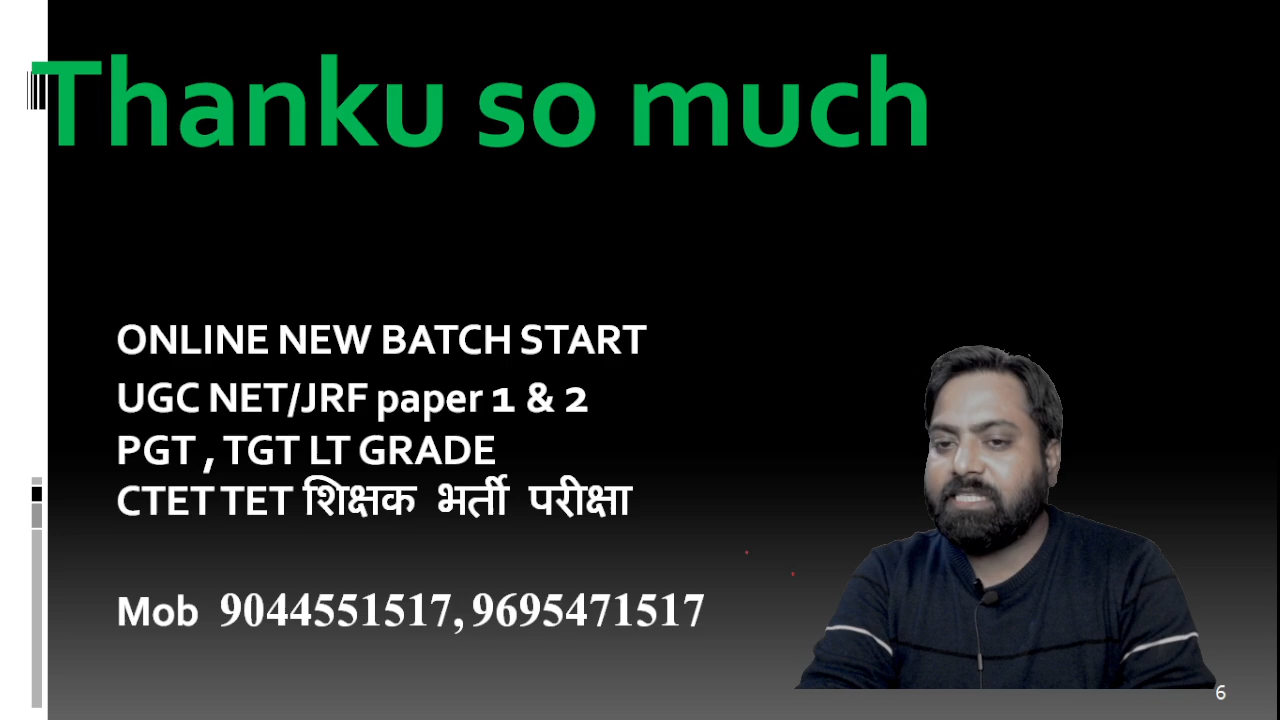 Thanku so much
ONLINE NEW BATCH START
UGC NET/JRF paper 1 & 2
PGT , TGT LT GRADE
CTET TET शिक्षक भर्ती परीक्षा
Mob 9044551517, 9695471517
6